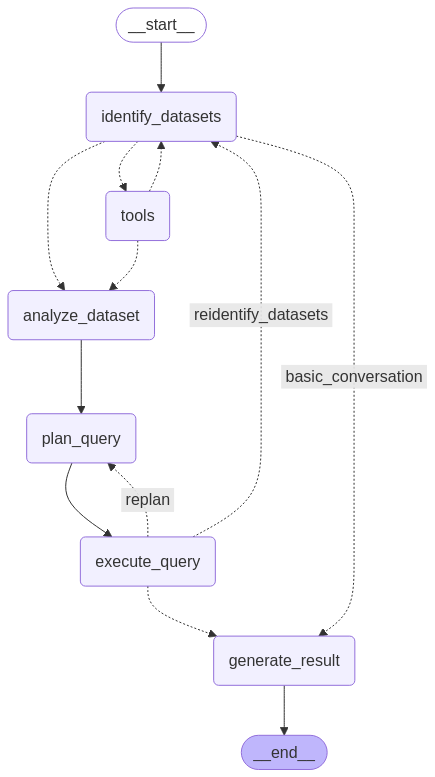 __start__
identify_datasets
tools
analyze_dataset
reidentify_datasets
basic_conversation
plan_query
replan
execute_query
generate_result
__end__